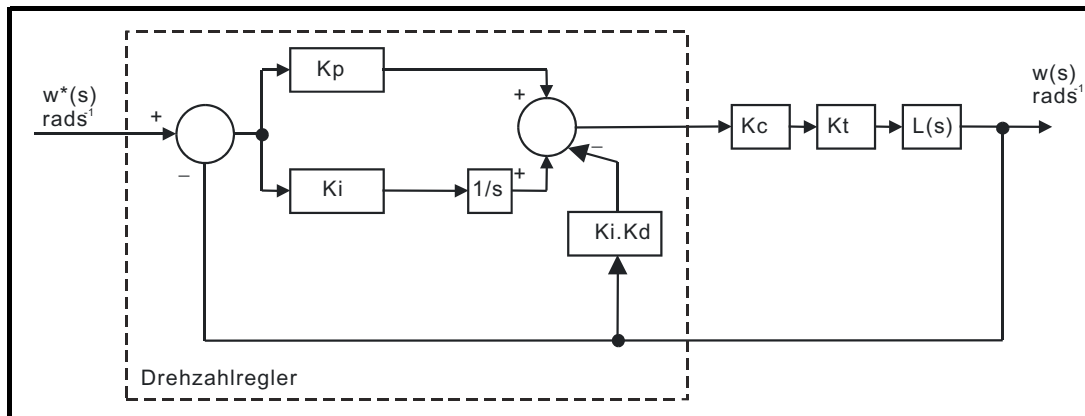 w*(s)
rads⁻¹
+
−
Kp
Ki
1/s
+
+
−
Ki.Kd
Kc
Kt
L(s)
w(s)
rads⁻¹
Drehzahlregler